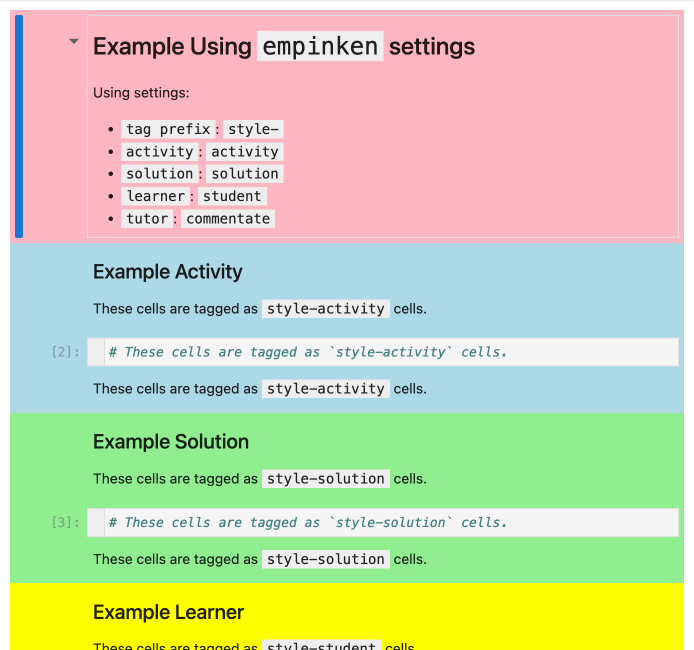 Example Using empinken settings
Using settings:
• tag prefix: style-
• activity: activity
• solution: solution
• learner: student
• tutor: commentate
Example Activity
These cells are tagged as style-activity cells.
[2]: # These cells are tagged as `style-activity` cells.
These cells are tagged as style-activity cells.
Example Solution
These cells are tagged as style-solution cells.
[3]: # These cells are tagged as `style-solution` cells.
These cells are tagged as style-solution cells.
Example Learner
These cells are tagged as style-student cells